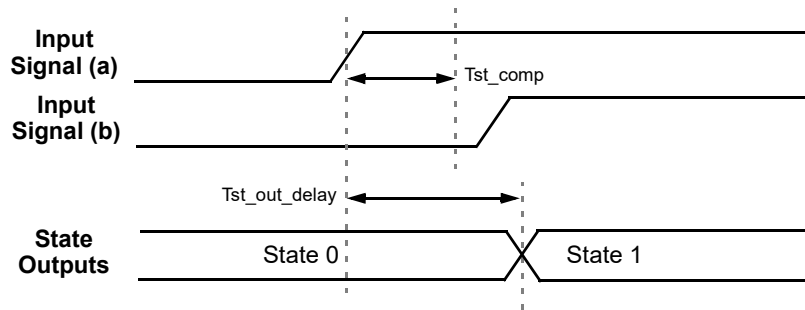 Input
Signal (a)
Tst_comp
Input
Signal (b)
Tst_out_delay
State
Outputs
State 0
State 1